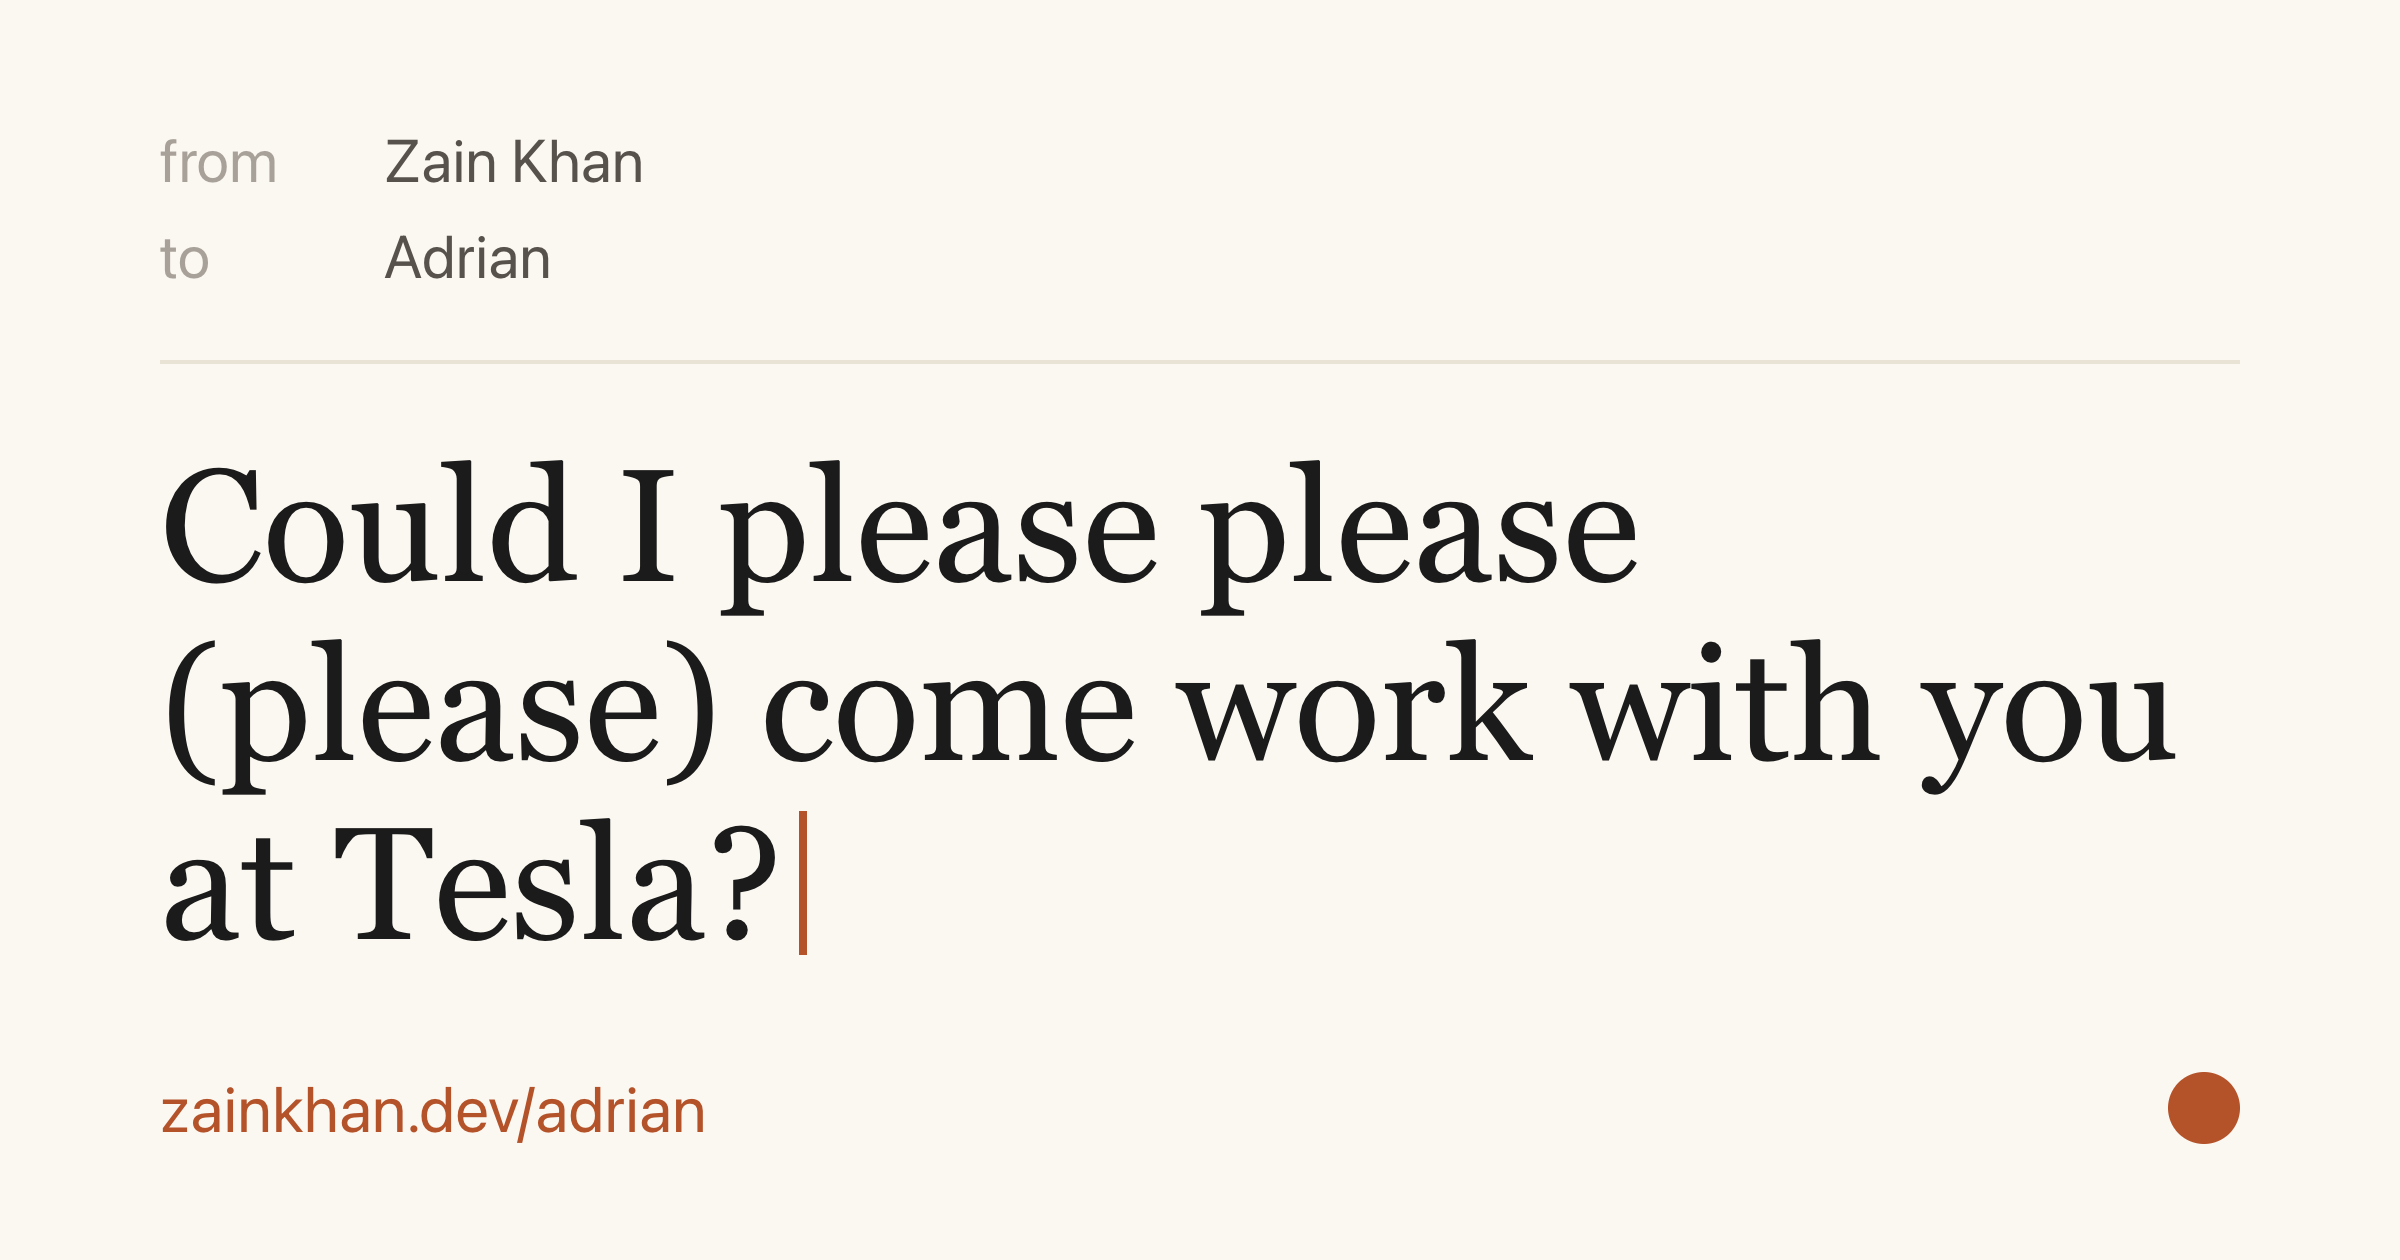 from Zain Khan
to Adrian
Could I please please
(please) come work with you
at Tesla?
zainkhan.dev/adrian